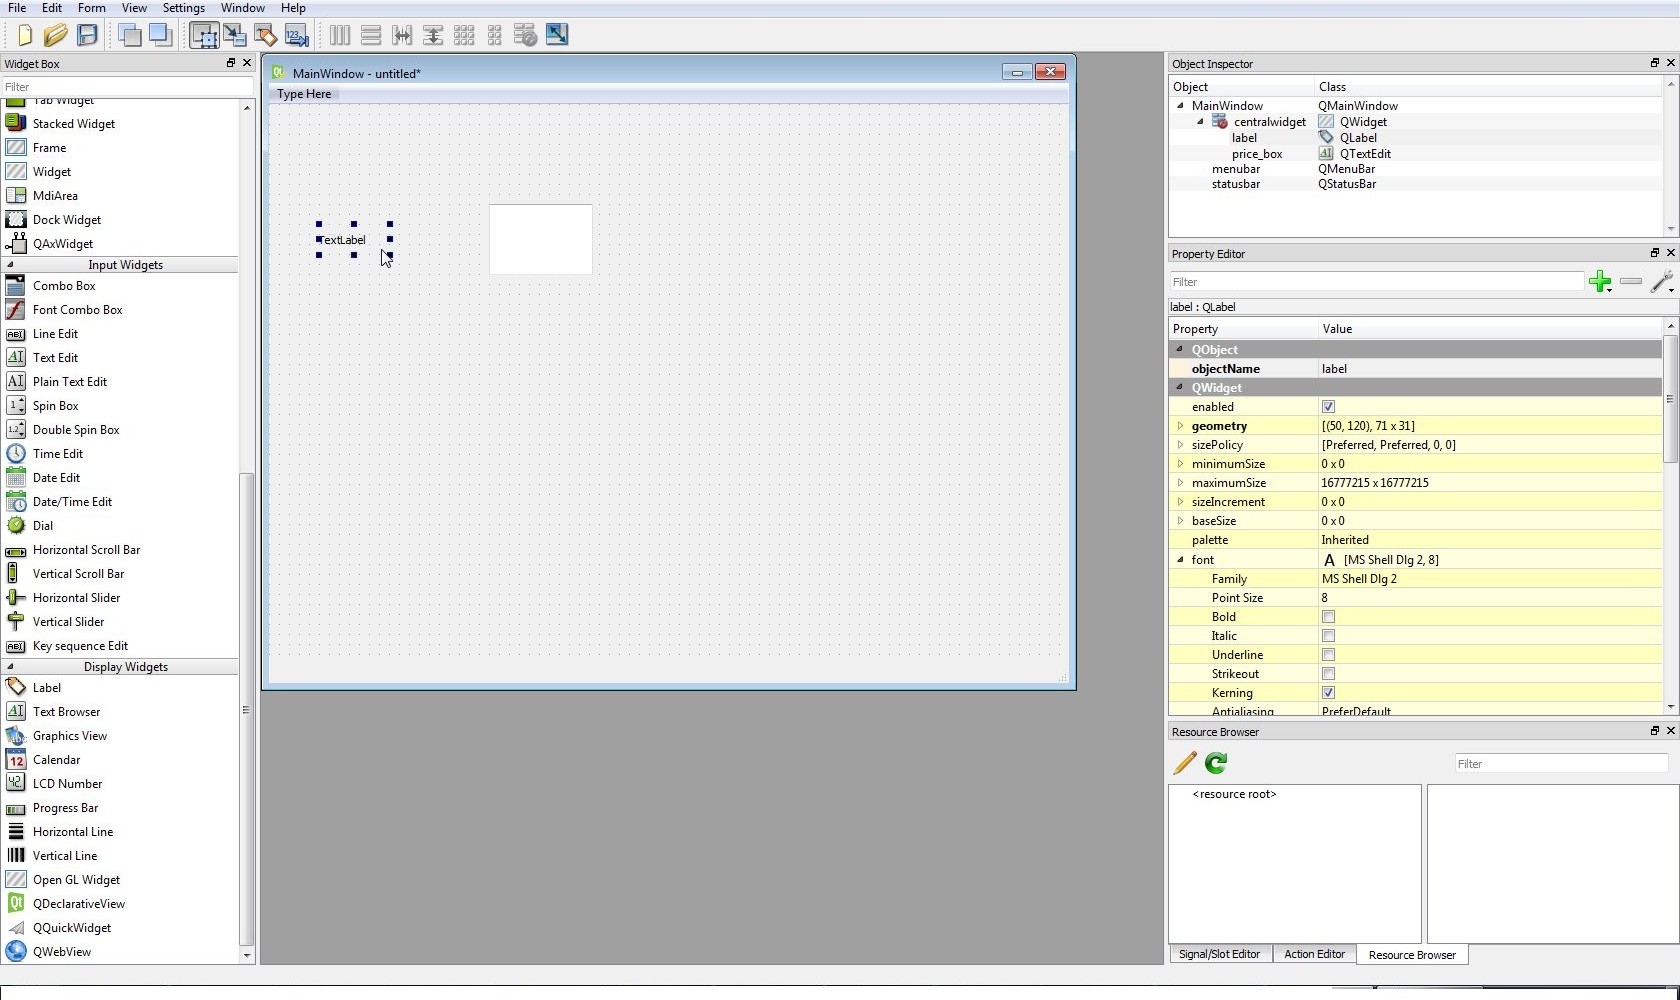 File Edit Form View Settings Window Help
Widget Box
Filter
Tab Widget
Stacked Widget
Frame
Widget
MdiArea
Dock Widget
QAxWidget
Input Widgets
Combo Box
Font Combo Box
Line Edit
Text Edit
Plain Text Edit
Spin Box
Double Spin Box
Time Edit
Date Edit
Date/Time Edit
Dial
Horizontal Scroll Bar
Vertical Scroll Bar
Horizontal Slider
Vertical Slider
Key sequence Edit
Display Widgets
Label
Text Browser
Graphics View
Calendar
LCD Number
Progress Bar
Horizontal Line
Vertical Line
Open GL Widget
QDeclarativeView
QQuickWidget
QWebView
MainWindow - untitled*
Type Here
TextLabel
Object Inspector
Object Class
MainWindow QMainWindow
centralwidget QWidget
label QLabel
price_box QTextEdit
menubar QMenuBar
statusbar QStatusBar
Property Editor
Filter
label : QLabel
Property Value
QObject
objectName label
QWidget
enabled
geometry [(50, 120), 71 x 31]
sizePolicy [Preferred, Preferred, 0, 0]
minimumSize 0 x 0
maximumSize 16777215 x 16777215
sizeIncrement 0 x 0
baseSize 0 x 0
palette Inherited
font A [MS Shell Dlg 2, 8]
Family MS Shell Dlg 2
Point Size 8
Bold
Italic
Underline
Strikeout
Kerning
Antialiasing PreferDefault
Resource Browser
Filter
<resource root>
Signal/Slot Editor Action Editor Resource Browser